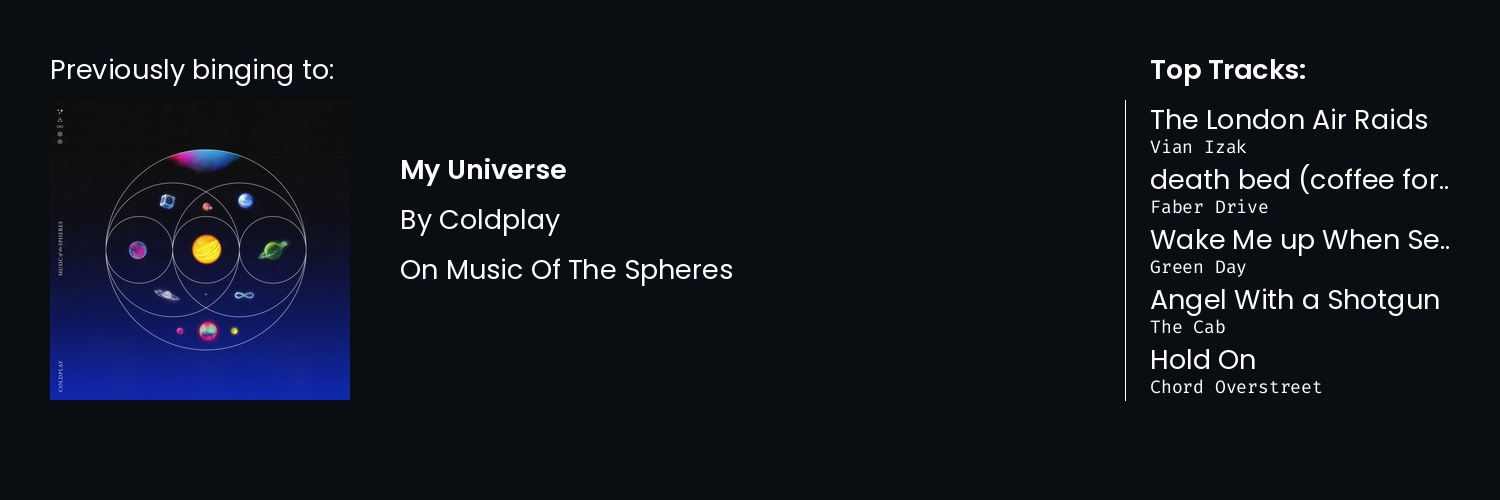 Previously binging to:
MUSIC of the SPHERES
COLDPLAY
My Universe
By Coldplay
On Music Of The Spheres
Top Tracks:
The London Air Raids
Vian Izak
death bed (coffee for..
Faber Drive
Wake Me up When Se..
Green Day
Angel With a Shotgun
The Cab
Hold On
Chord Overstreet